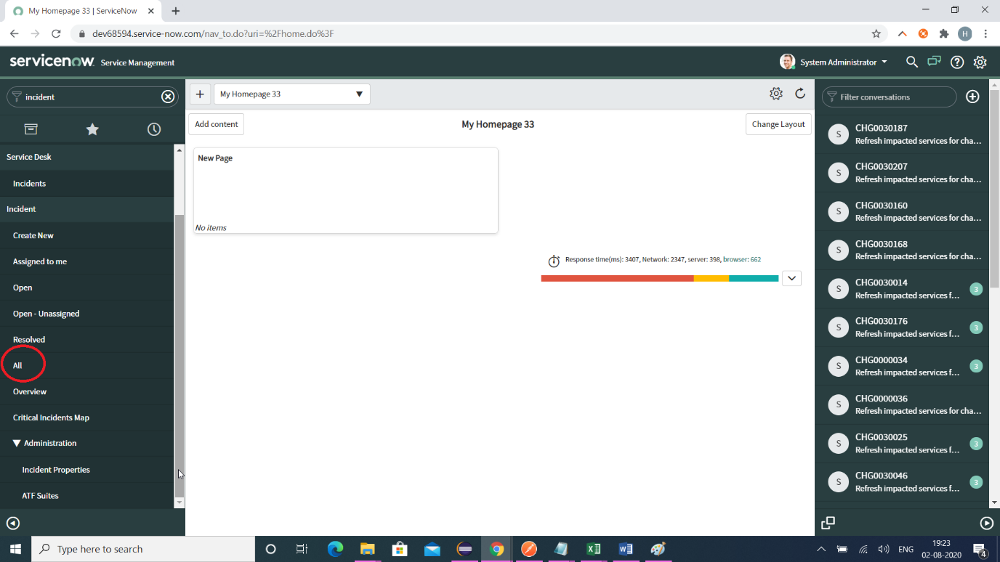 My Homepage 33 | ServiceNow
dev68594.service-now.com/nav_to.do?uri=%2Fhome.do%3F
H
servicenow Service Management
System Administrator
incident
Service Desk
Incidents
Incident
Create New
Assigned to me
Open
Open - Unassigned
Resolved
All
Overview
Critical Incidents Map
Administration
Incident Properties
ATF Suites
My Homepage 33
Add content
My Homepage 33
Change Layout
New Page
No items
Response time(ms): 3407, Network: 2347, server: 398, browser: 662
Filter conversations
S
CHG0030187
Refresh impacted services for cha...
S
CHG0030207
Refresh impacted services for cha...
S
CHG0030160
Refresh impacted services for cha...
S
CHG0030168
Refresh impacted services for cha...
S
CHG0030014
Refresh impacted services f...
3
S
CHG0030176
Refresh impacted services f...
3
S
CHG0000034
Refresh impacted services f...
3
S
CHG0000036
Refresh impacted services for cha...
S
CHG0030025
Refresh impacted services f...
3
S
CHG0030046
Refresh impacted services f...
3
Type here to search
ENG
19:23
02-08-2020
4